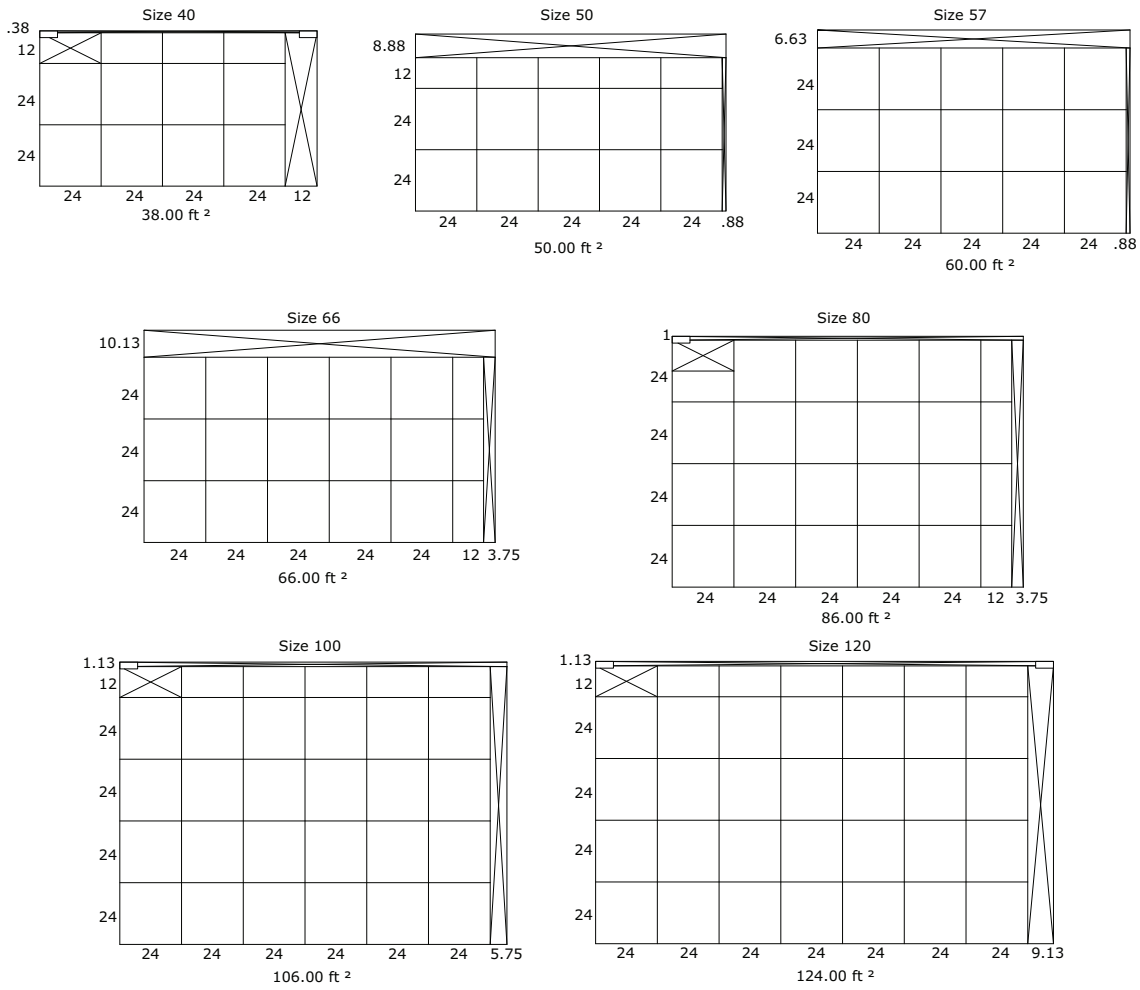 Size 40
.38
12
24
24
24 24 24 24 12
38.00 ft ²
Size 50
8.88
12
24
24
24 24 24 24 24 .88
50.00 ft ²
Size 57
6.63
24
24
24
24 24 24 24 24 .88
60.00 ft ²
Size 66
10.13
24
24
24
24 24 24 24 24 12 3.75
66.00 ft ²
Size 80
1
24
24
24
24
24 24 24 24 24 12 3.75
86.00 ft ²
Size 100
1.13
12
24
24
24
24
24 24 24 24 24 24 5.75
106.00 ft ²
Size 120
1.13
12
24
24
24
24
24 24 24 24 24 24 24 9.13
124.00 ft ²